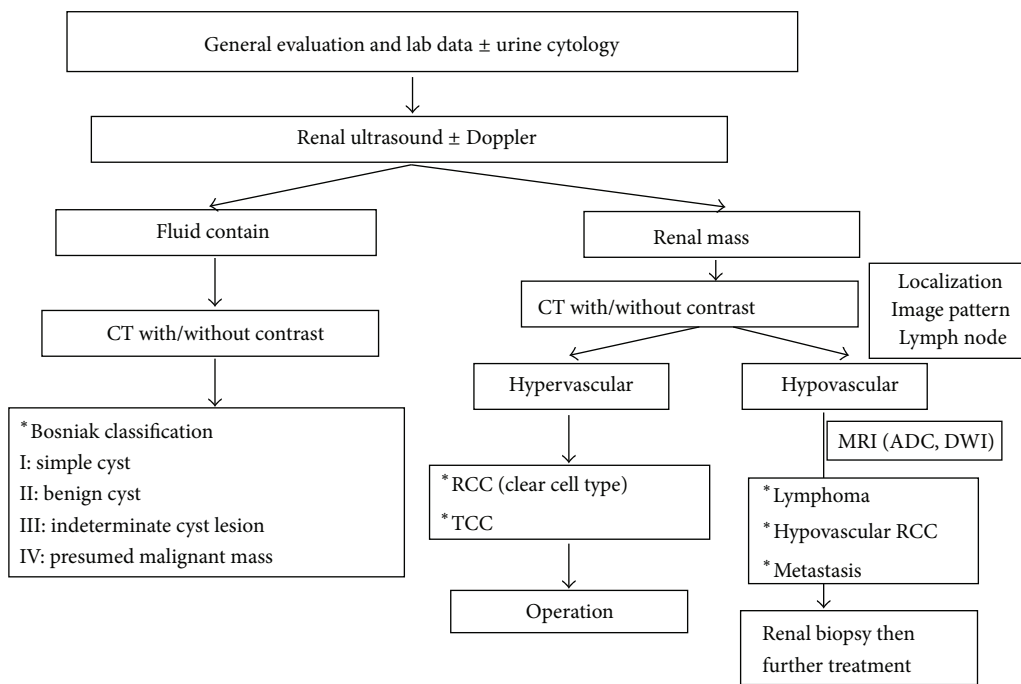 General evaluation and lab data ± urine cytology
Renal ultrasound ± Doppler
Fluid contain
Renal mass
CT with/without contrast
CT with/without contrast
Localization
Image pattern
Lymph node
Hypervascular
Hypovascular
MRI (ADC, DWI)
*Bosniak classification
I: simple cyst
II: benign cyst
III: indeterminate cyst lesion
IV: presumed malignant mass
*RCC (clear cell type)
*TCC
*Lymphoma
*Hypovascular RCC
*Metastasis
Operation
Renal biopsy then
further treatment